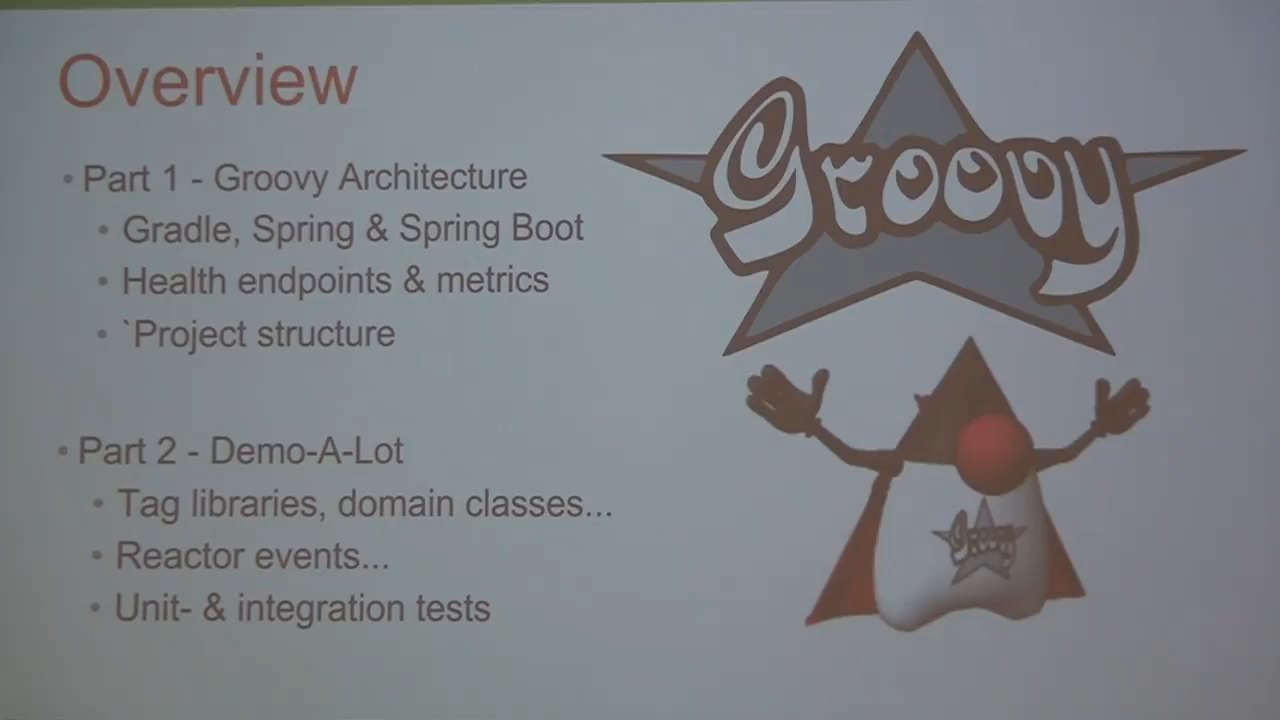 Overview
• Part 1 - Groovy Architecture
• Gradle, Spring & Spring Boot
• Health endpoints & metrics
• `Project structure
• Part 2 - Demo-A-Lot
• Tag libraries, domain classes...
• Reactor events...
• Unit- & integration tests
Groovy
Groovy